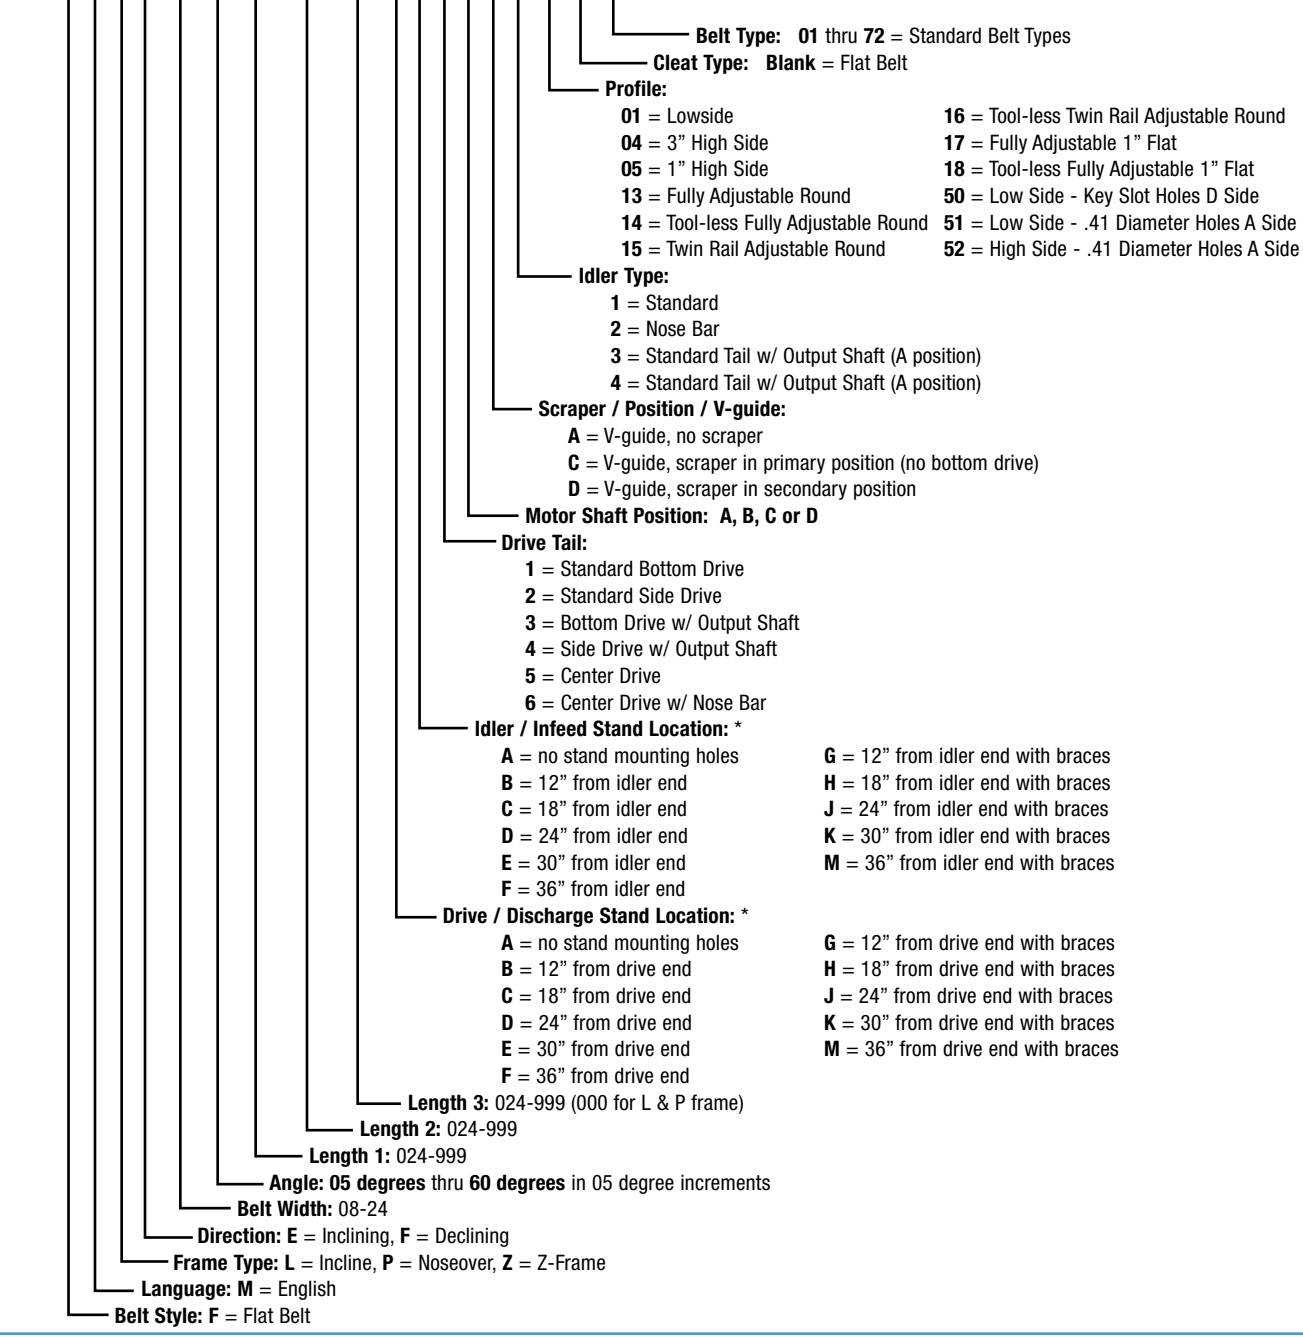 Belt Type: 01 thru 72 = Standard Belt Types
Cleat Type: Blank = Flat Belt
Profile:
01 = Lowside
04 = 3” High Side
05 = 1” High Side
13 = Fully Adjustable Round
14 = Tool-less Fully Adjustable Round
15 = Twin Rail Adjustable Round
16 = Tool-less Twin Rail Adjustable Round
17 = Fully Adjustable 1” Flat
18 = Tool-less Fully Adjustable 1” Flat
50 = Low Side - Key Slot Holes D Side
51 = Low Side - .41 Diameter Holes A Side
52 = High Side - .41 Diameter Holes A Side
Idler Type:
1 = Standard
2 = Nose Bar
3 = Standard Tail w/ Output Shaft (A position)
4 = Standard Tail w/ Output Shaft (A position)
Scraper / Position / V-guide:
A = V-guide, no scraper
C = V-guide, scraper in primary position (no bottom drive)
D = V-guide, scraper in secondary position
Motor Shaft Position: A, B, C or D
Drive Tail:
1 = Standard Bottom Drive
2 = Standard Side Drive
3 = Bottom Drive w/ Output Shaft
4 = Side Drive w/ Output Shaft
5 = Center Drive
6 = Center Drive w/ Nose Bar
Idler / Infeed Stand Location: *
A = no stand mounting holes
B = 12” from idler end
C = 18” from idler end
D = 24” from idler end
E = 30” from idler end
F = 36” from idler end
G = 12” from idler end with braces
H = 18” from idler end with braces
J = 24” from idler end with braces
K = 30” from idler end with braces
M = 36” from idler end with braces
Drive / Discharge Stand Location: *
A = no stand mounting holes
B = 12” from drive end
C = 18” from drive end
D = 24” from drive end
E = 30” from drive end
F = 36” from drive end
G = 12” from drive end with braces
H = 18” from drive end with braces
J = 24” from drive end with braces
K = 30” from drive end with braces
M = 36” from drive end with braces
Length 3: 024-999 (000 for L & P frame)
Length 2: 024-999
Length 1: 024-999
Angle: 05 degrees thru 60 degrees in 05 degree increments
Belt Width: 08-24
Direction: E = Inclining, F = Declining
Frame Type: L = Incline, P = Noseover, Z = Z-Frame
Language: M = English
Belt Style: F = Flat Belt